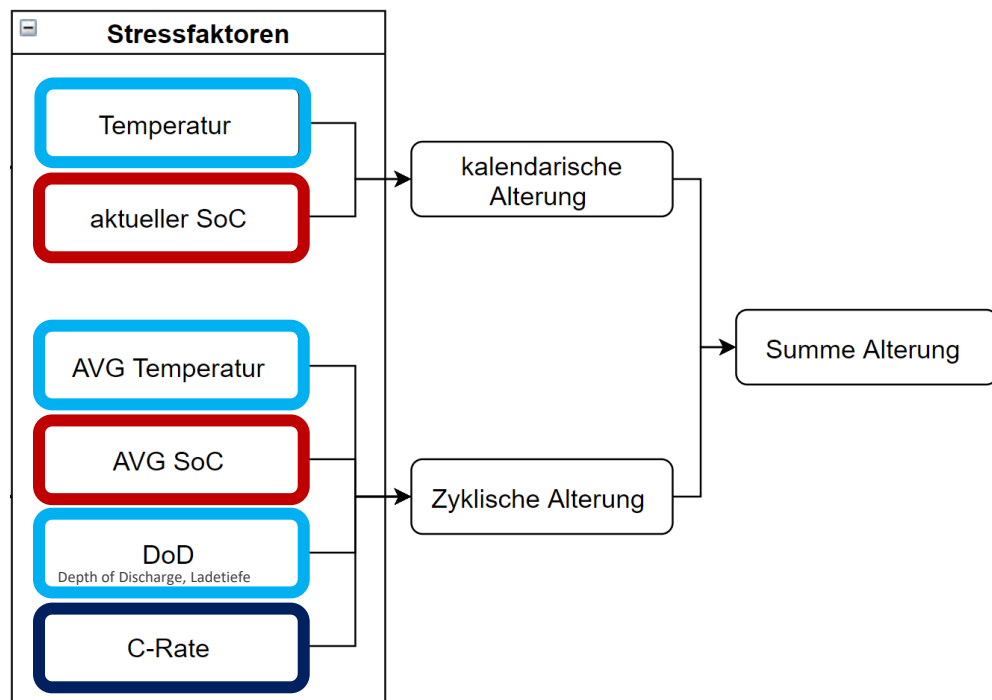 Stressfaktoren
Temperatur
aktueller SoC
kalendarische
Alterung
AVG Temperatur
AVG SoC
DoD
Depth of Discharge, Ladetiefe
C-Rate
Zyklische Alterung
Summe Alterung